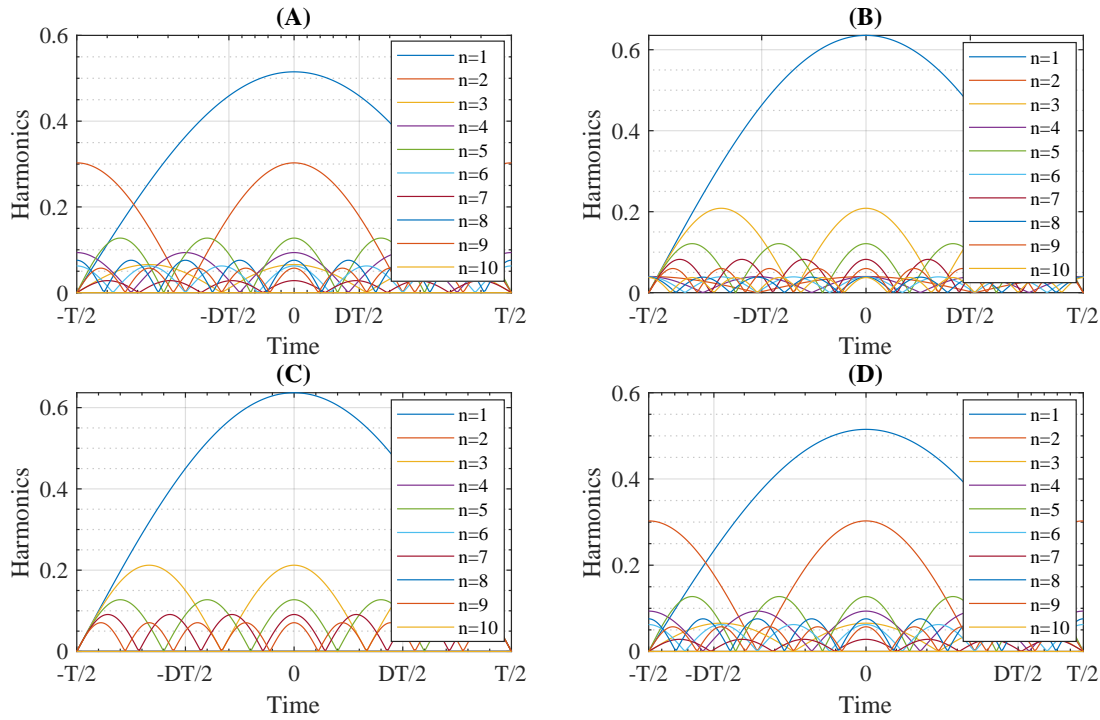 (A)
Harmonics
0.6
0.4
0.2
0
-T/2
-DT/2
0
DT/2
T/2
Time
n=1
n=2
n=3
n=4
n=5
n=6
n=7
n=8
n=9
n=10
(B)
Harmonics
0.6
0.4
0.2
0
-T/2
-DT/2
0
DT/2
T/2
Time
n=1
n=2
n=3
n=4
n=5
n=6
n=7
n=8
n=9
n=10
(C)
Harmonics
0.6
0.4
0.2
0
-T/2
-DT/2
0
DT/2
T/2
Time
n=1
n=2
n=3
n=4
n=5
n=6
n=7
n=8
n=9
n=10
(D)
Harmonics
0.6
0.4
0.2
0
-T/2
-DT/2
0
DT/2
T/2
Time
n=1
n=2
n=3
n=4
n=5
n=6
n=7
n=8
n=9
n=10